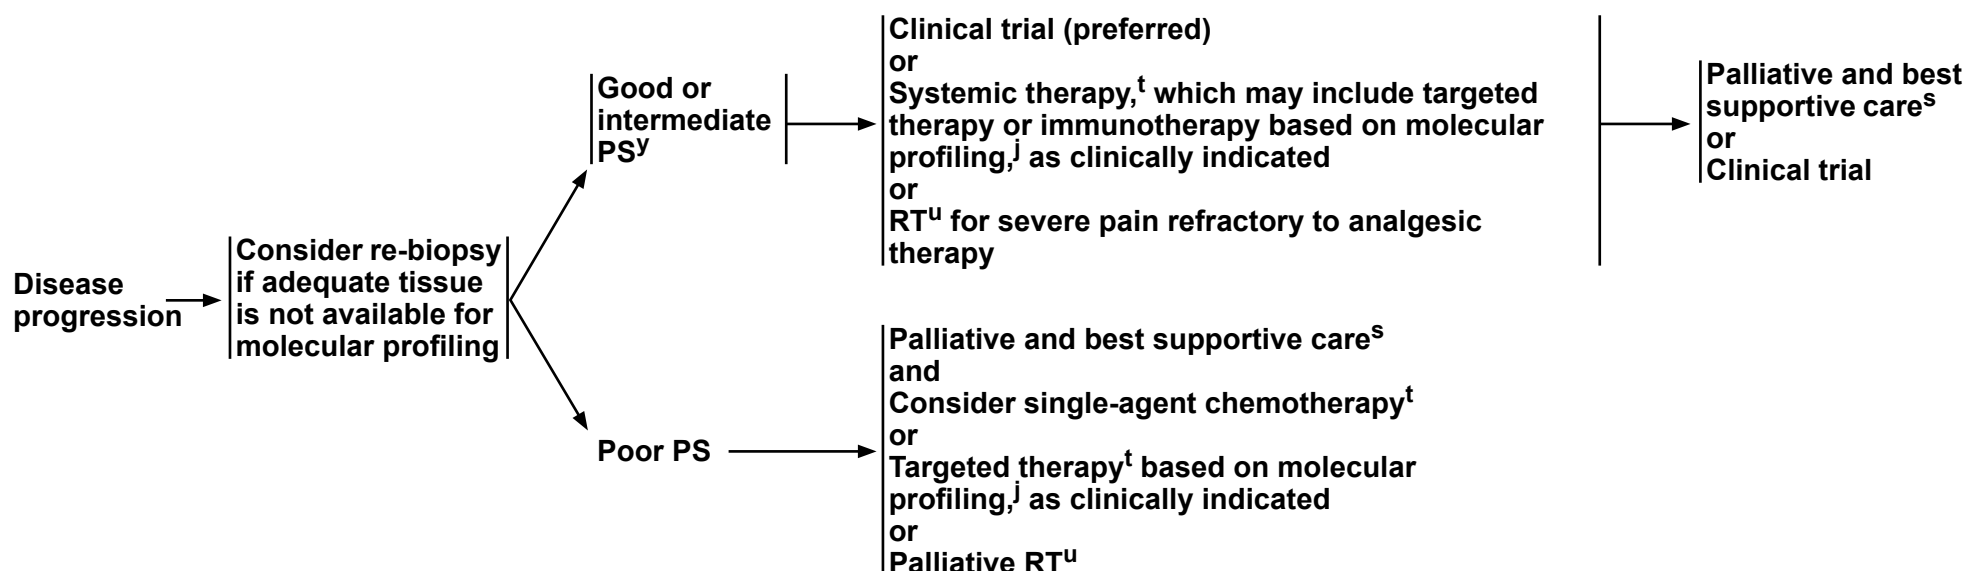 Disease
progression
Consider re-biopsy
if adequate tissue
is not available for
molecular profiling
Good or
intermediate
PSy
Clinical trial (preferred)
or
Systemic therapy,t which may include targeted
therapy or immunotherapy based on molecular
profiling,j as clinically indicated
or
RTu for severe pain refractory to analgesic
therapy
Palliative and best
supportive cares
or
Clinical trial
Poor PS
Palliative and best supportive cares
and
Consider single-agent chemotherapyt
or
Targeted therapyt based on molecular
profiling,j as clinically indicated
or
Palliative RTu